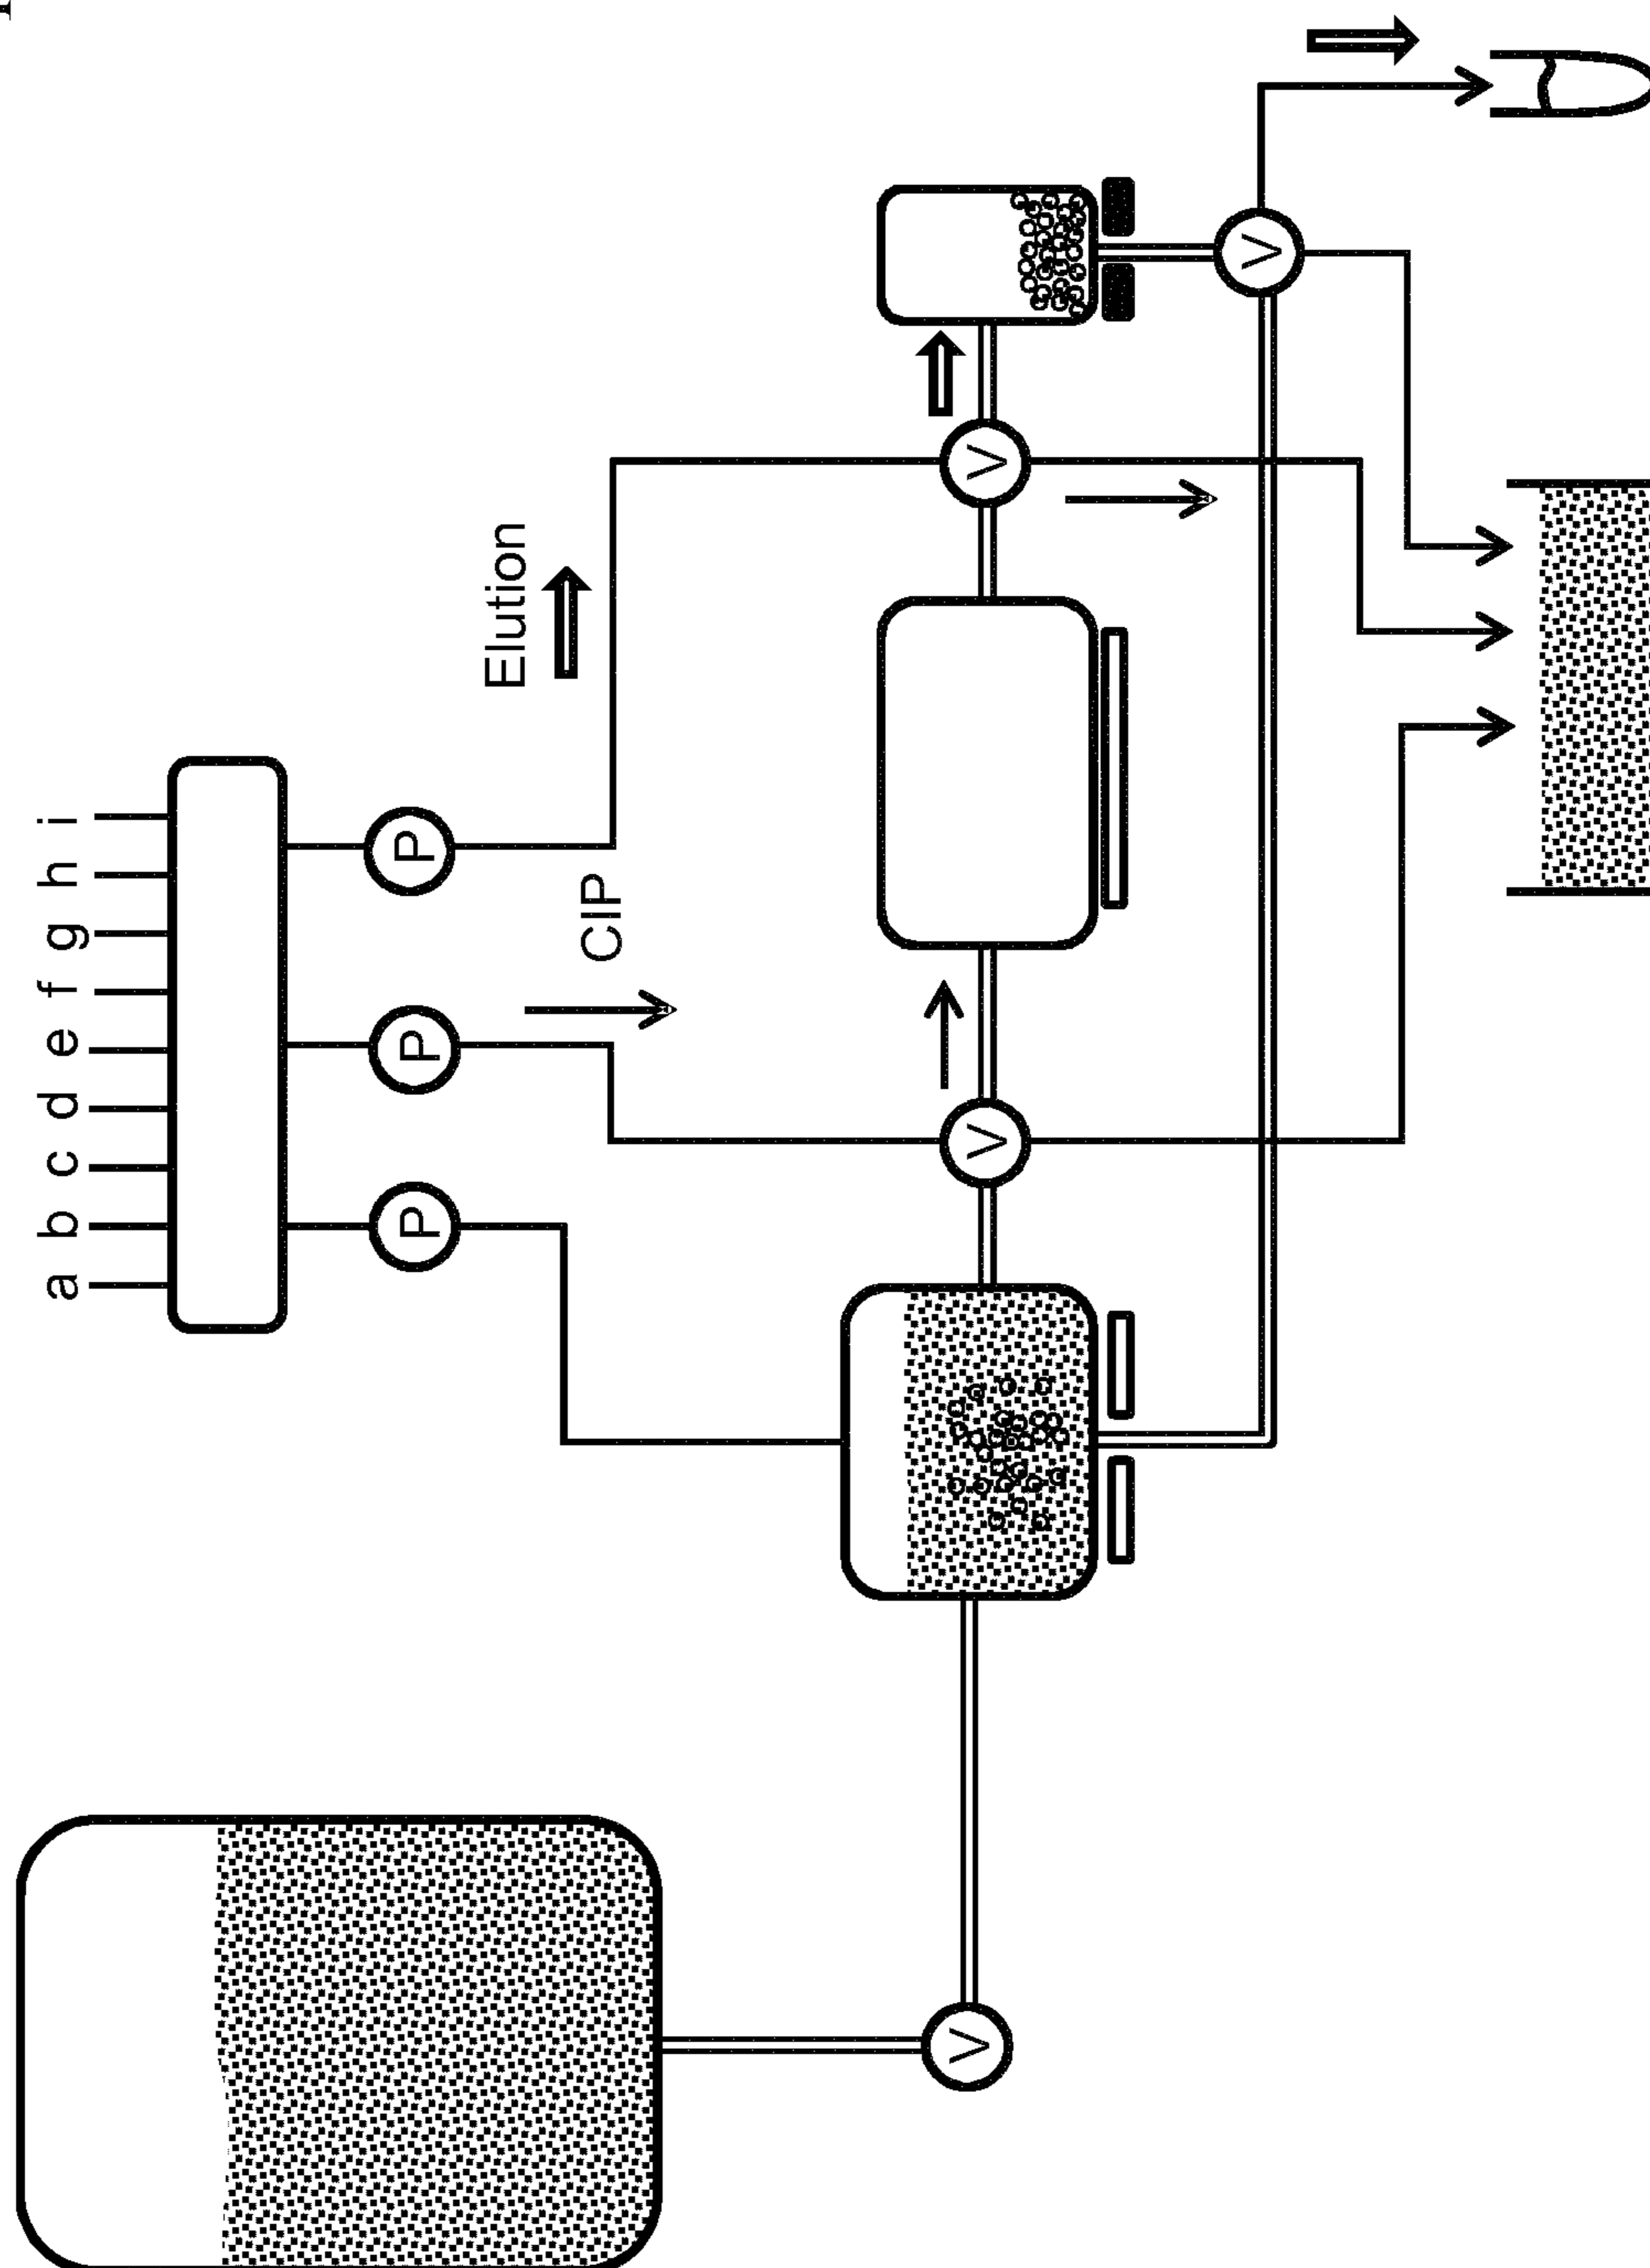 a b c d e f g h i
P P P
CIP
Elution
V V V V